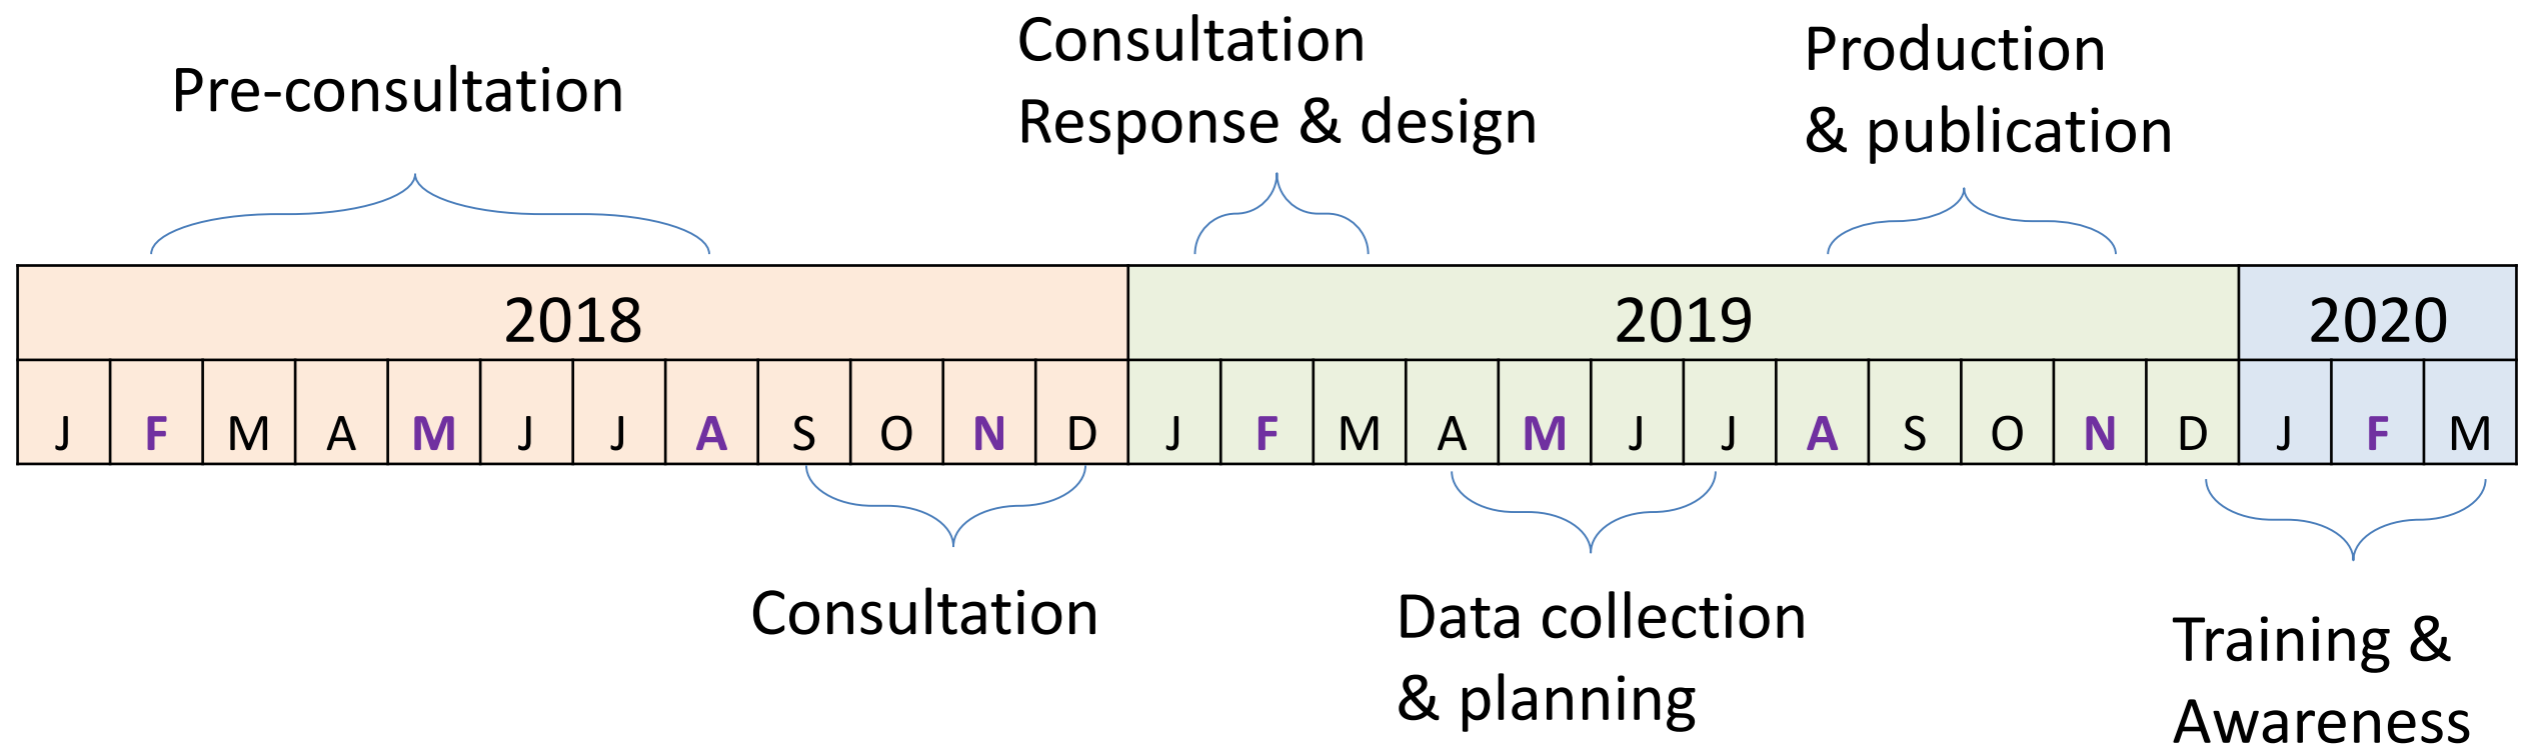 Pre-consultation
Consultation
Response & design
Production
& publication
2018 2019 2020
J F M A M J J A S O N D J F M A M J J A S O N D J F M
Consultation
Data collection
& planning
Training &
Awareness